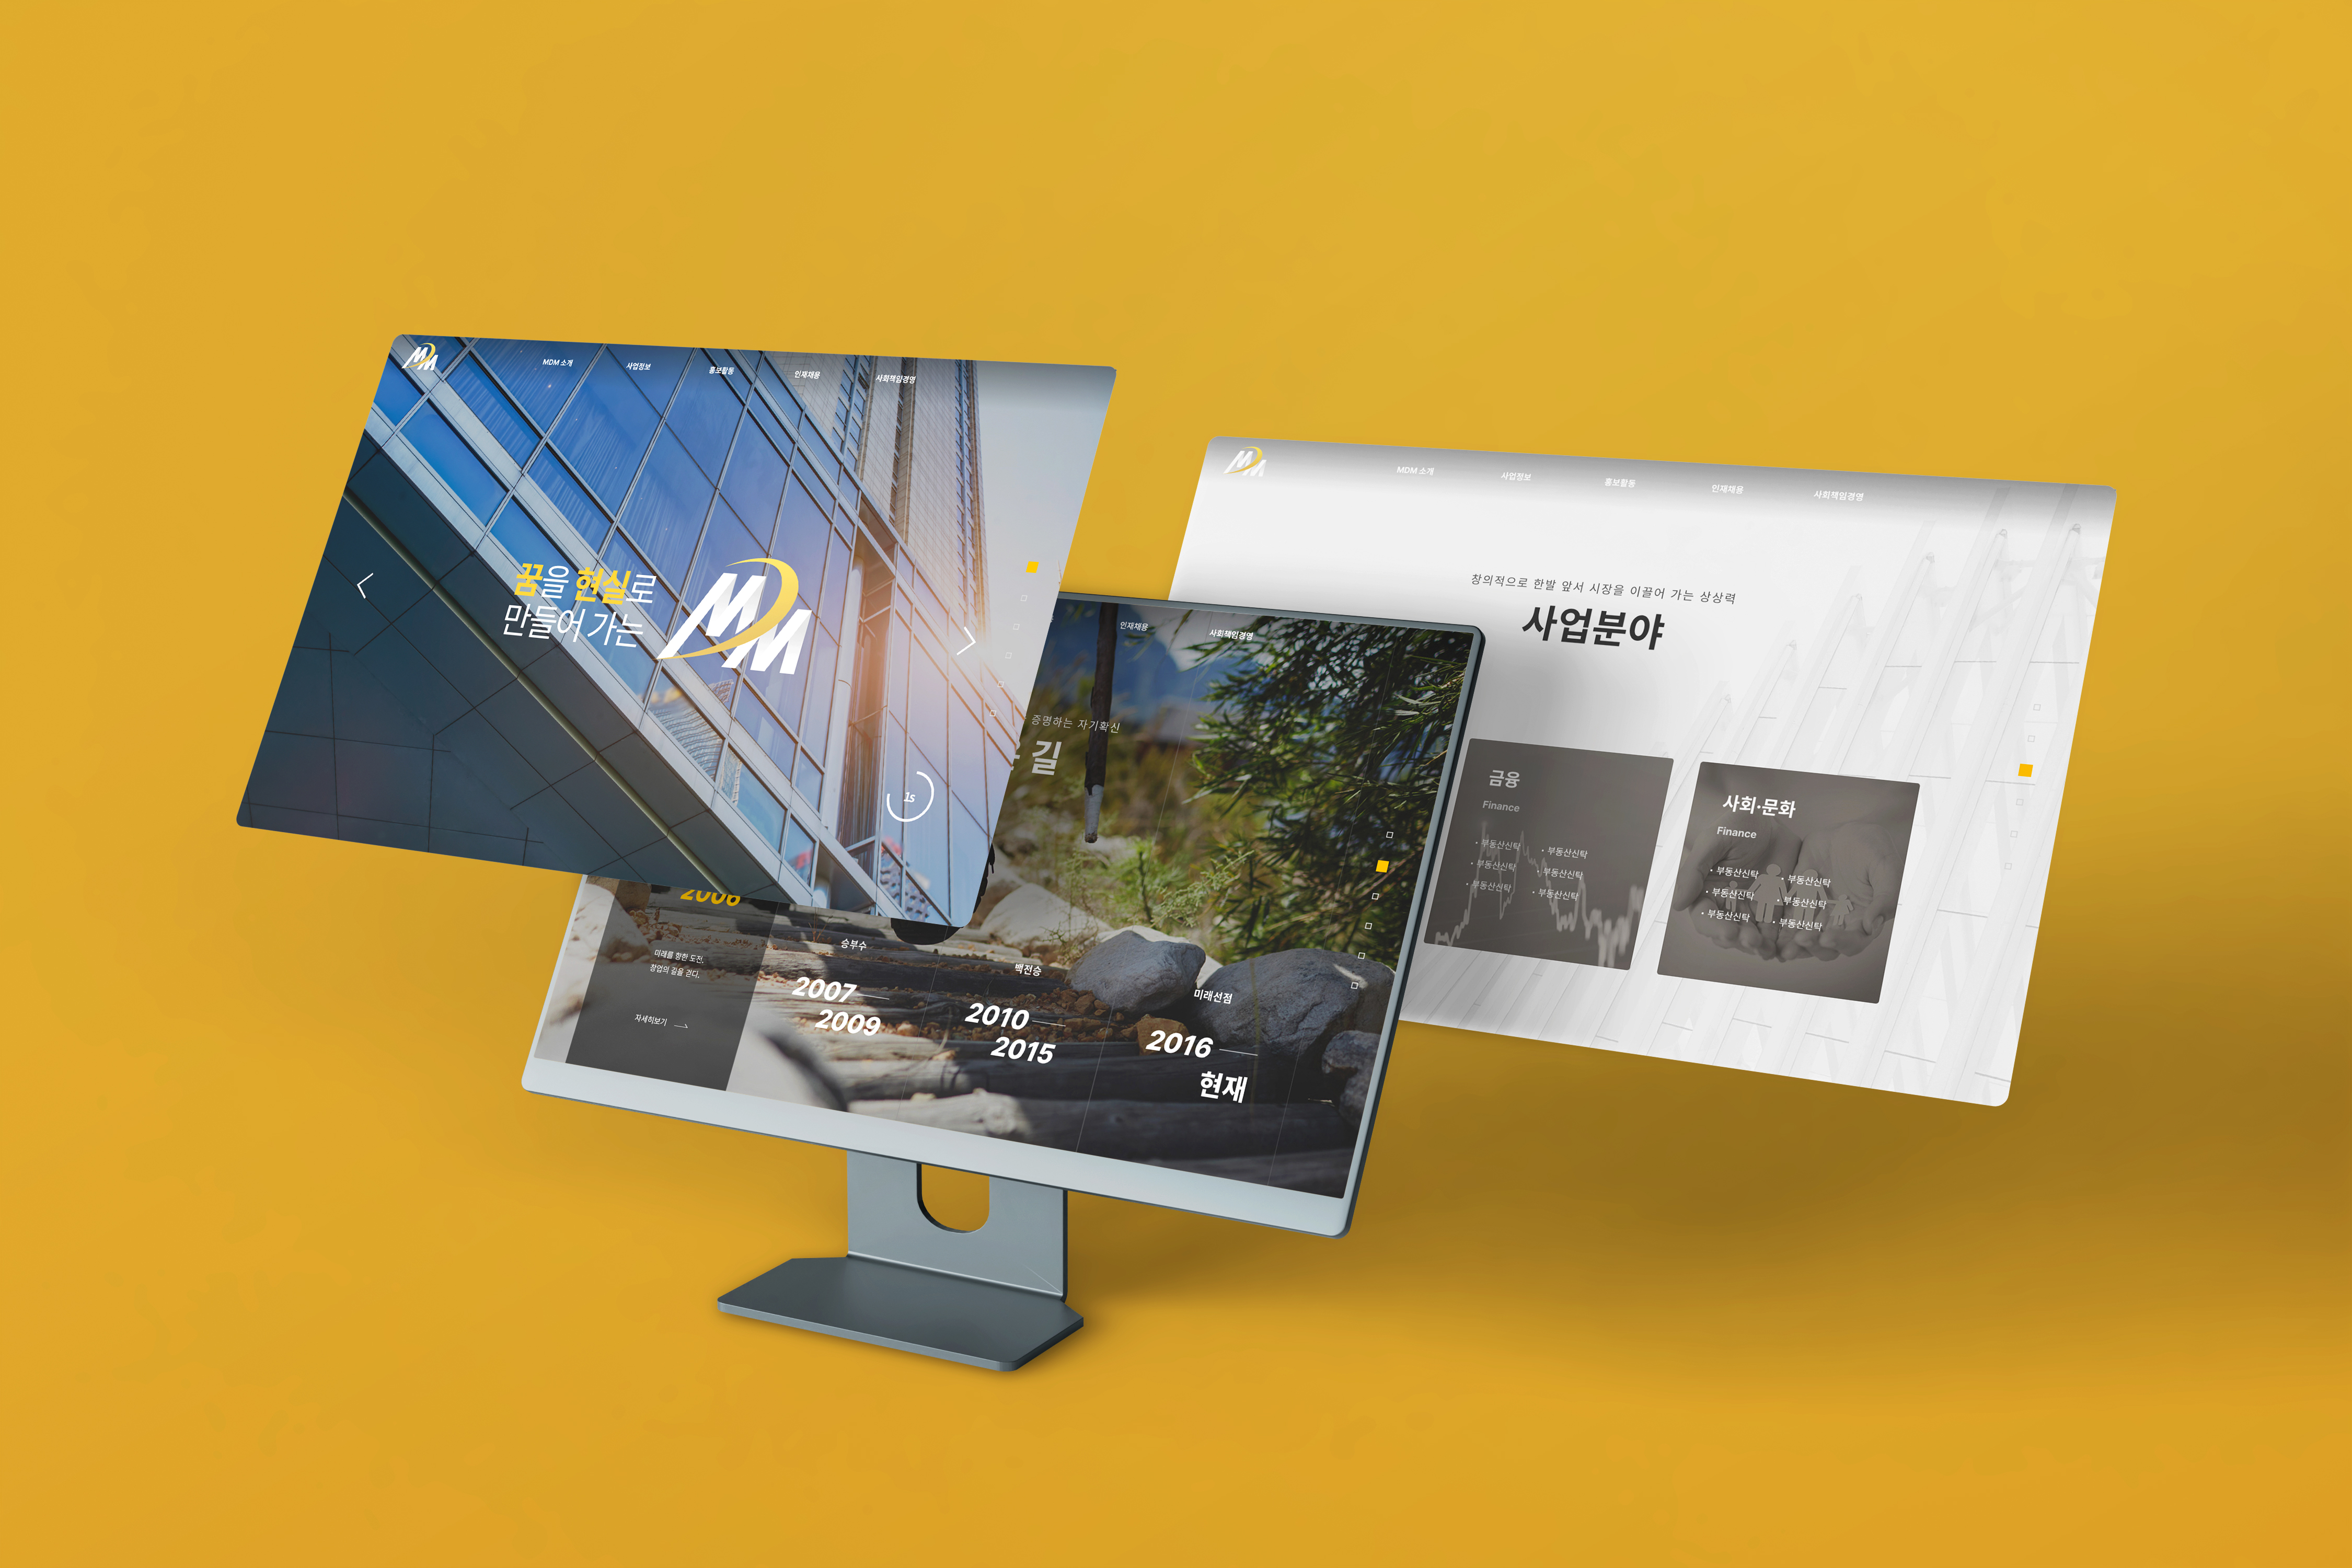 MDM
MDM 소개
사업정보
홍보활동
인재채용
사회책임경영
꿈을 현실로
만들어 가는
MDM
1s
인재채용
사회책임경영
증명하는 자기확신
길
2006
미래를 향한 도전,
창업의 길을 걷다.
자세히보기
승부수
2007
2009
백전승
2010
2015
미래선점
2016
현재
MDM
MDM 소개
사업정보
홍보활동
인재채용
사회책임경영
창의적으로 한발 앞서 시장을 이끌어 가는 상상력
사업분야
금융
Finance
• 부동산신탁 • 부동산신탁
• 부동산신탁 • 부동산신탁
• 부동산신탁 • 부동산신탁
사회·문화
Finance
• 부동산신탁 • 부동산신탁
• 부동산신탁 • 부동산신탁
• 부동산신탁 • 부동산신탁